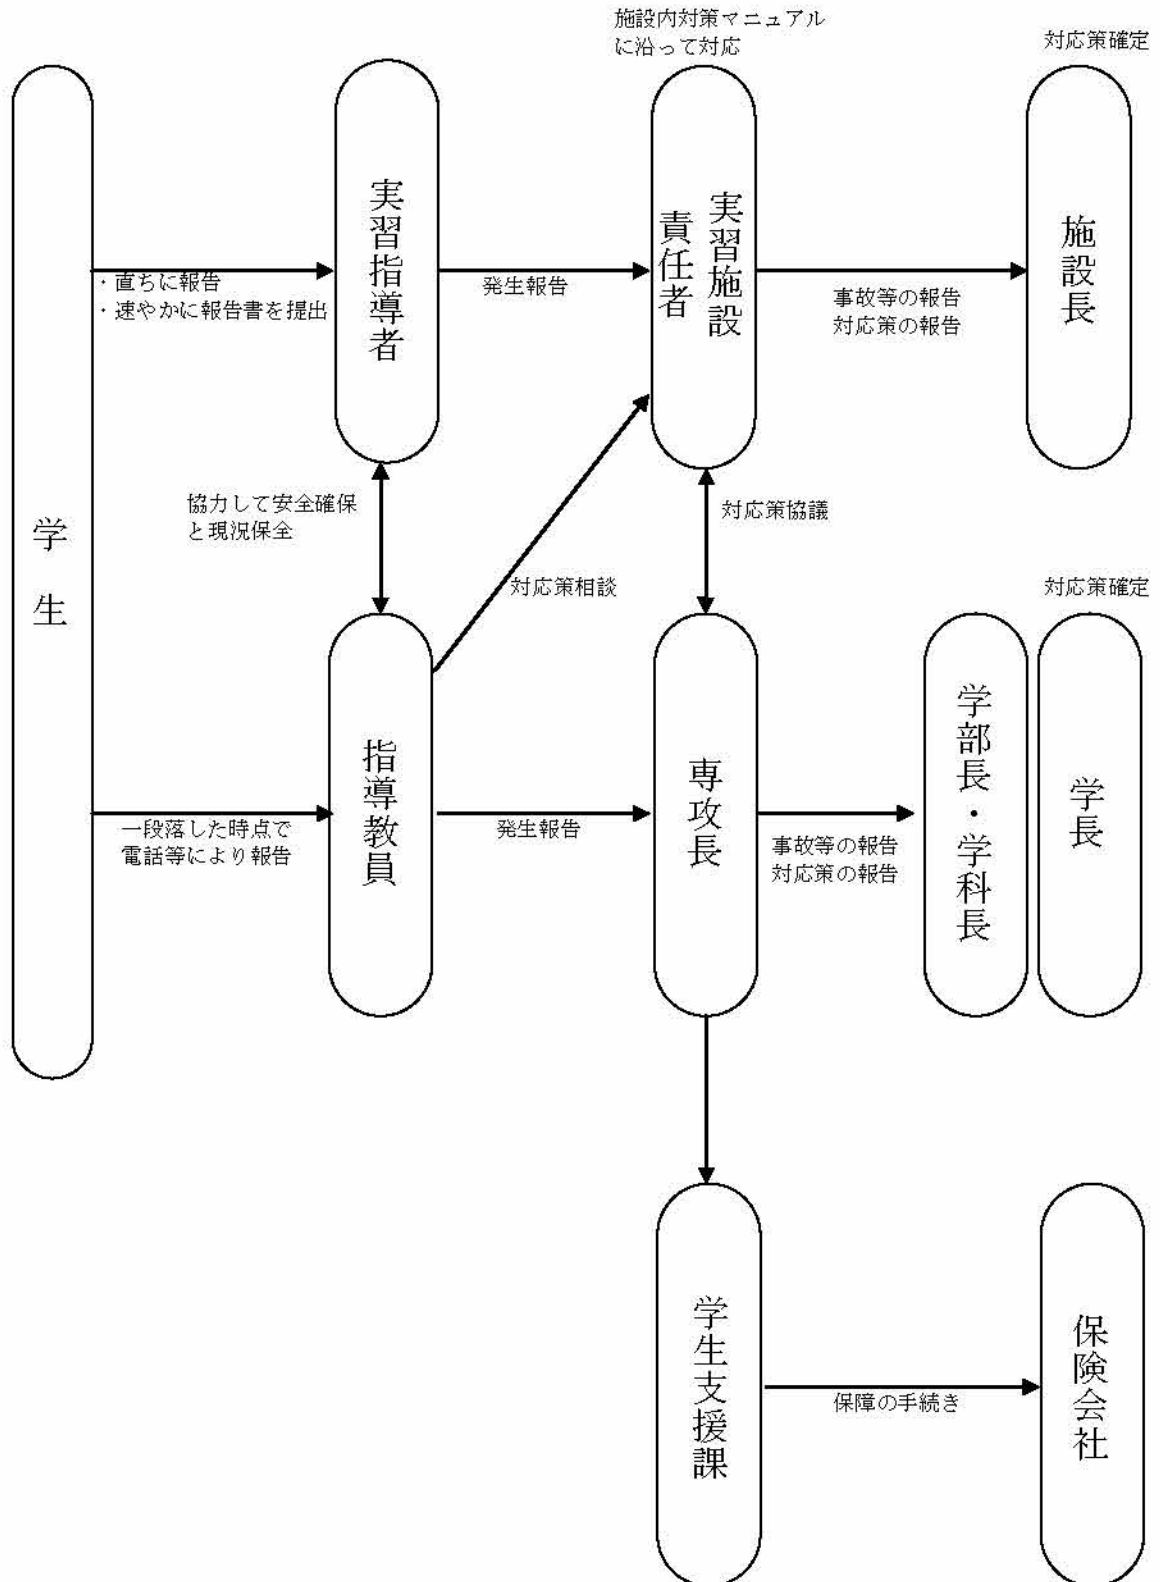 施設内対策マニュアル
に沿って対応
対応策確定
学生
実習指導者
実習施設
責任者
施設長
・直ちに報告
・速やかに報告書を提出
発生報告
事故等の報告
対応策の報告
協力して安全確保
と現況保全
対応策協議
対応策相談
対応策確定
指導教員
専攻長
学部長・学科長
学長
一段落した時点で
電話等により報告
発生報告
事故等の報告
対応策の報告
学生支援課
保障の手続き
保険会社